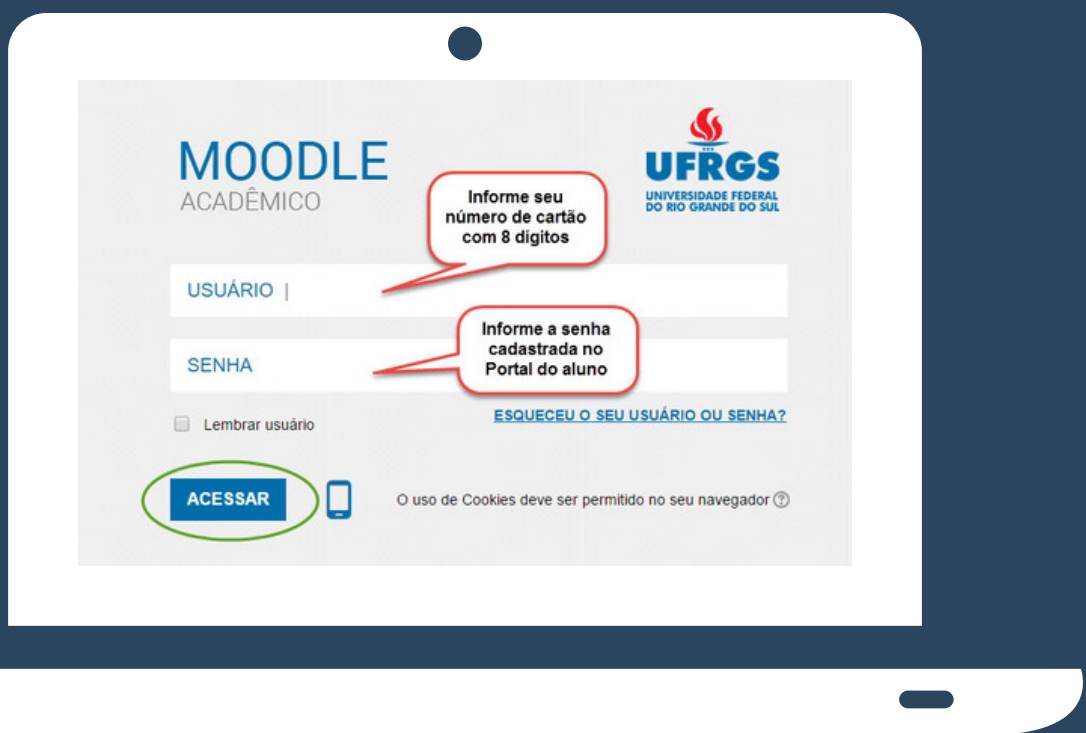 MOODLE
ACADÊMICO
UFRGS
UNIVERSIDADE FEDERAL
DO RIO GRANDE DO SUL
Informe seu
número de cartão
com 8 dígitos
USUÁRIO |
Informe a senha
cadastrada no
Portal do aluno
SENHA
ESQUECEU O SEU USUÁRIO OU SENHA?
Lembrar usuário
ACESSAR
O uso de Cookies deve ser permitido no seu navegador ?